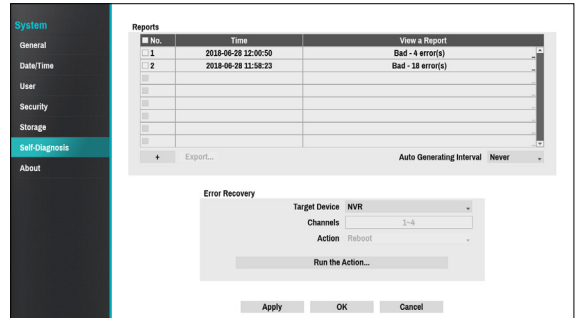 System
General
Date/Time
User
Security
Storage
Self-Diagnosis
About
Reports
No. Time View a Report
1 2018-06-28 12:00:50 Bad - 4 error(s) ...
2 2018-06-28 11:58:23 Bad - 18 error(s) ...
+ Export... Auto Generating Interval Never
Error Recovery
Target Device NVR
Channels 1~4
Action Reboot
Run the Action...
Apply OK Cancel